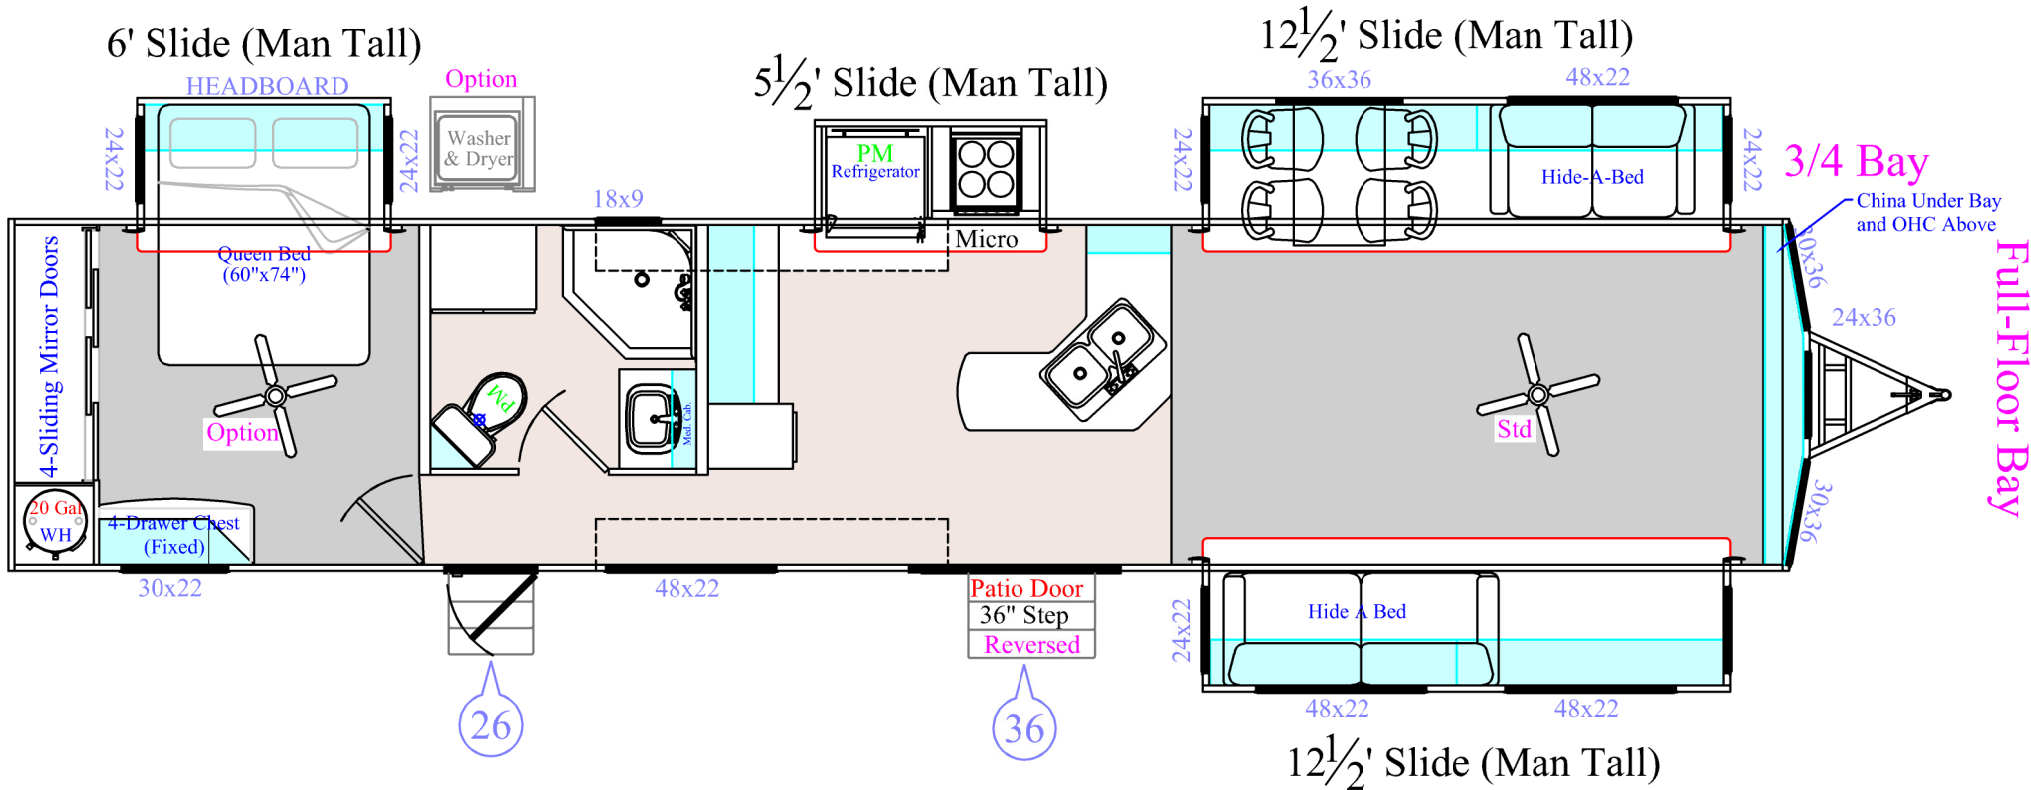 6' Slide (Man Tall)
HEADBOARD
24x22
24x22
Option
Washer
& Dryer
5½' Slide (Man Tall)
12½' Slide (Man Tall)
36x36
48x22
24x22
24x22
3/4 Bay
China Under Bay
and OHC Above
Full-Floor Bay
18x9
PM
Refrigerator
Micro
Hide-A-Bed
Queen Bed
(60"x74")
4-Sliding Mirror Doors
Option
PM
Med. Cab.
Std
30x36
24x36
30x36
20 Gal
WH
4-Drawer Chest
(Fixed)
30x22
48x22
Patio Door
36" Step
Reversed
26
36
24x22
Hide A Bed
48x22
48x22
12½' Slide (Man Tall)